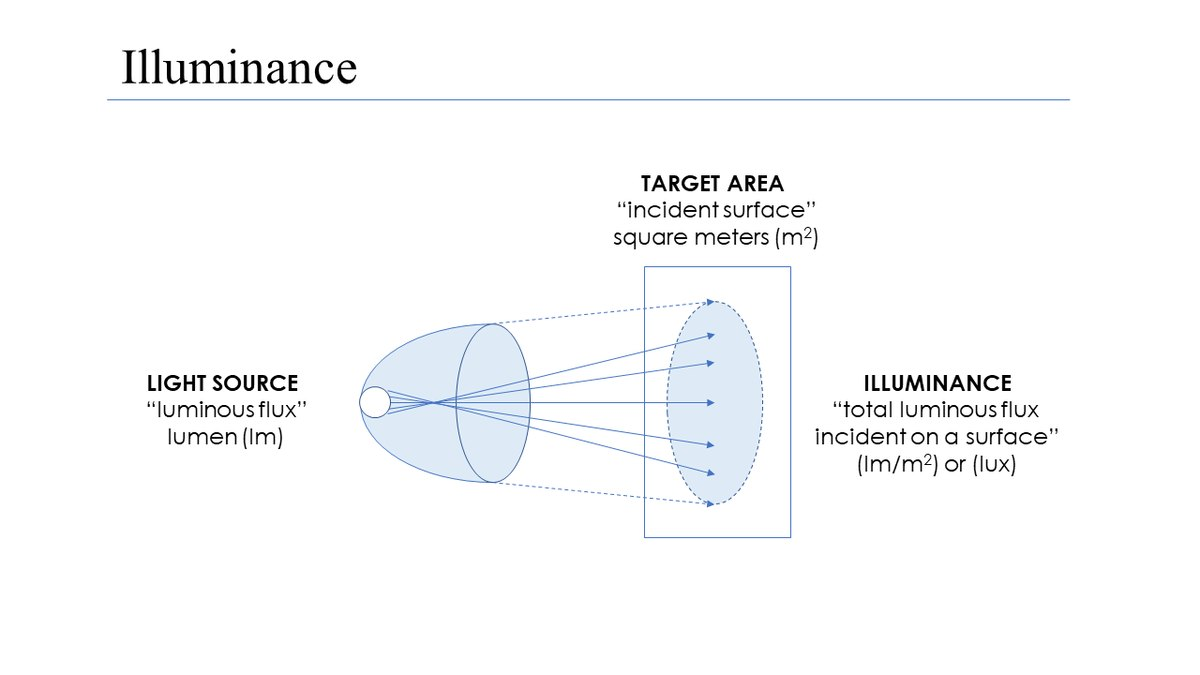 Illuminance
TARGET AREA
“incident surface”
square meters (m²)
LIGHT SOURCE
“luminous flux”
lumen (lm)
ILLUMINANCE
“total luminous flux
incident on a surface”
(lm/m²) or (lux)